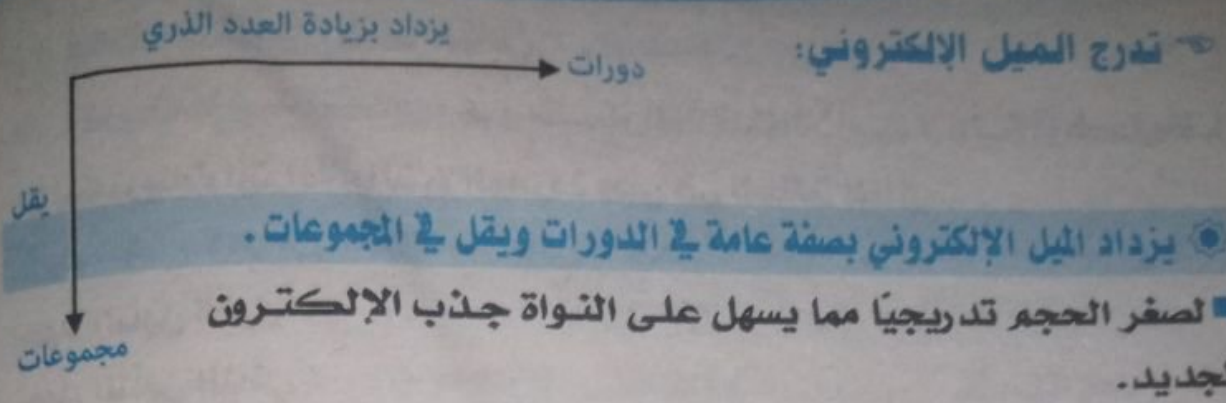 تدرج الميل الإلكتروني:
يزداد بزيادة العدد الذري
دورات
يقل
مجموعات
يزداد الميل الإلكتروني بصفة عامة في الدورات ويقل في المجموعات.
لصغر الحجم تدريجيًا مما يسهل على النواة جذب الإلكترون
لجديد.